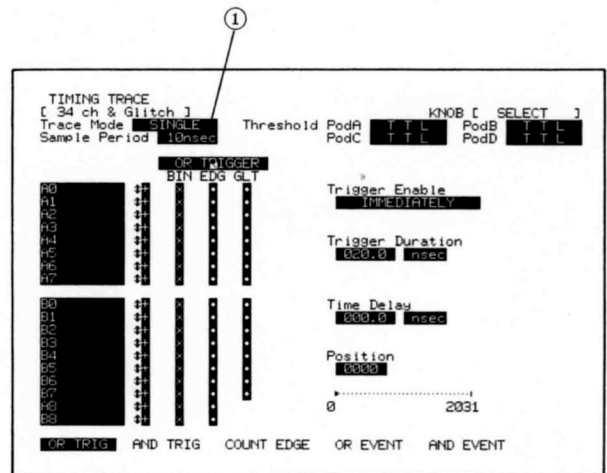 ①
TIMING TRACE
[ 34 ch & Glitch ] KNOB [ SELECT ]
Trace Mode SINGLE Threshold PodA T T L PodB T T L
Sample Period 10nsec PodC T T L PodD T T L
OR TRIGGER
BIN EDG GLT
A0
A1
A2
A3
A4
A5
A6
A7
B0
B1
B2
B3
B4
B5
B6
B7
A8
B8
Trigger Enable
IMMEDIATELY
Trigger Duration
020.0 nsec
Time Delay
000.0 nsec
Position
0000
0 2031
OR TRIG AND TRIG COUNT EDGE OR EVENT AND EVENT